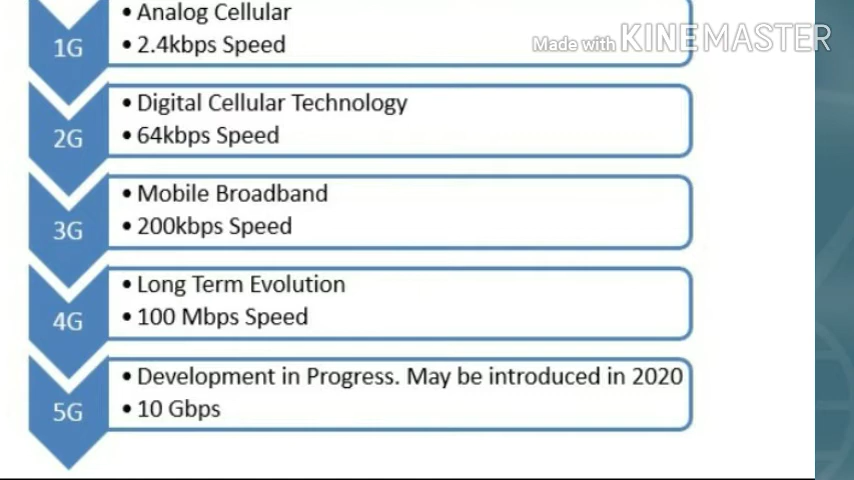 Analog Cellular
Made with KINEMASTER
1G
• 2.4kbps Speed
• Digital Cellular Technology
2G
• 64kbps Speed
• Mobile Broadband
3G
• 200kbps Speed
• Long Term Evolution
4G
• 100 Mbps Speed
• Development in Progress. May be introduced in 2020
5G
• 10 Gbps